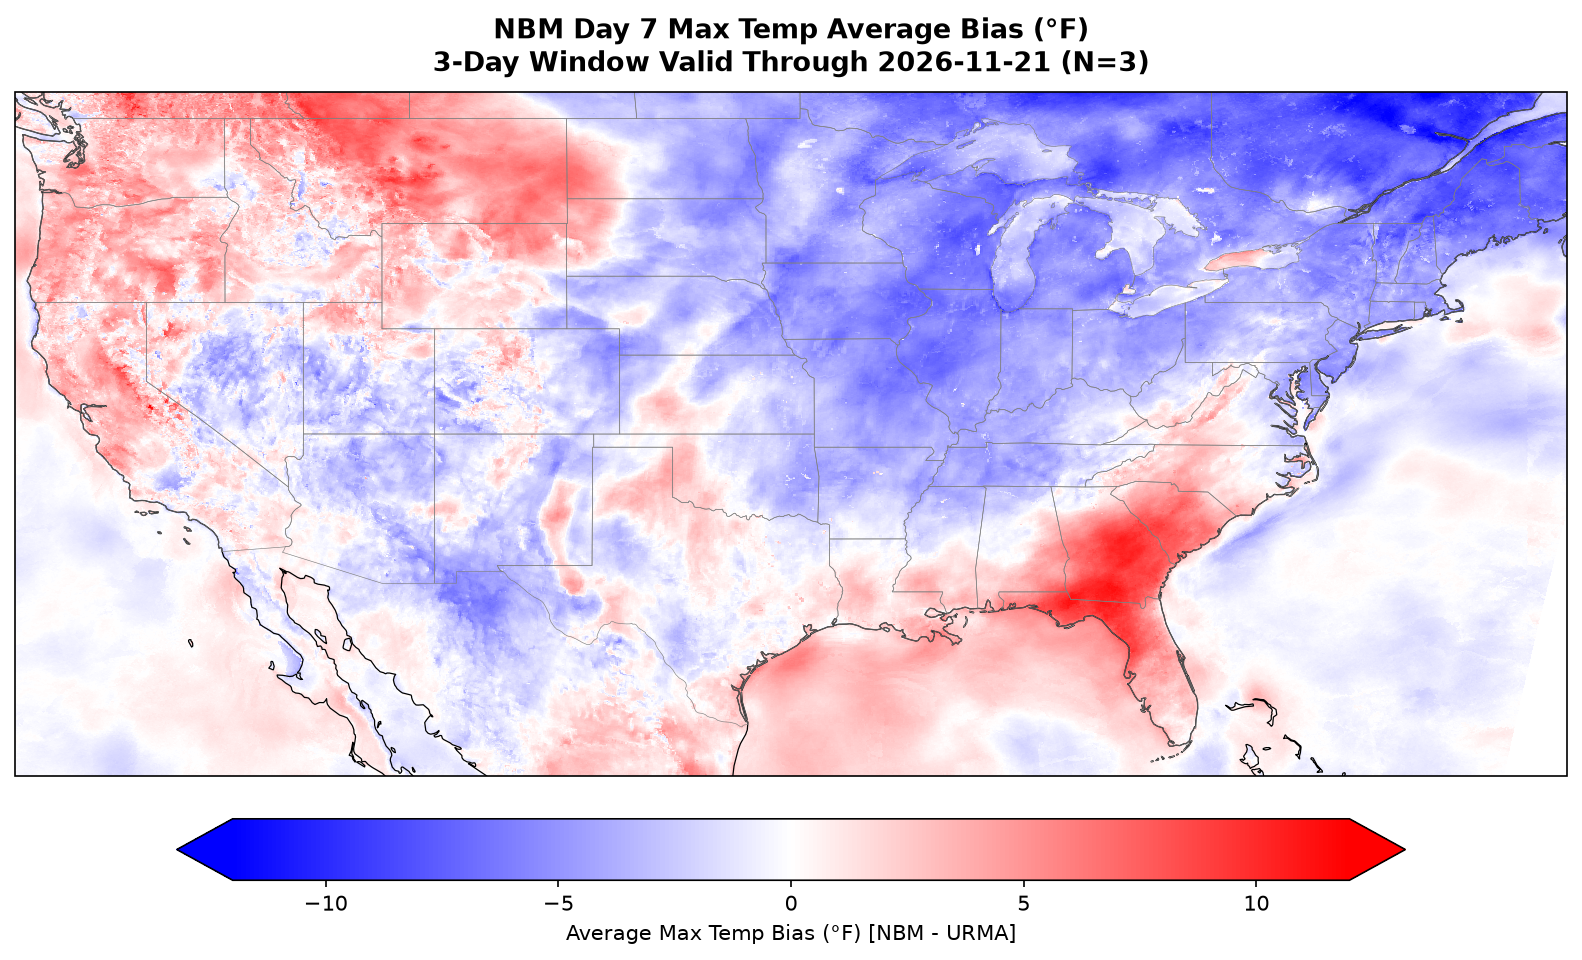 NBM Day 7 Max Temp Average Bias (°F)
3-Day Window Valid Through 2026-11-21 (N=3)
−10 −5 0 5 10
Average Max Temp Bias (°F) [NBM - URMA]